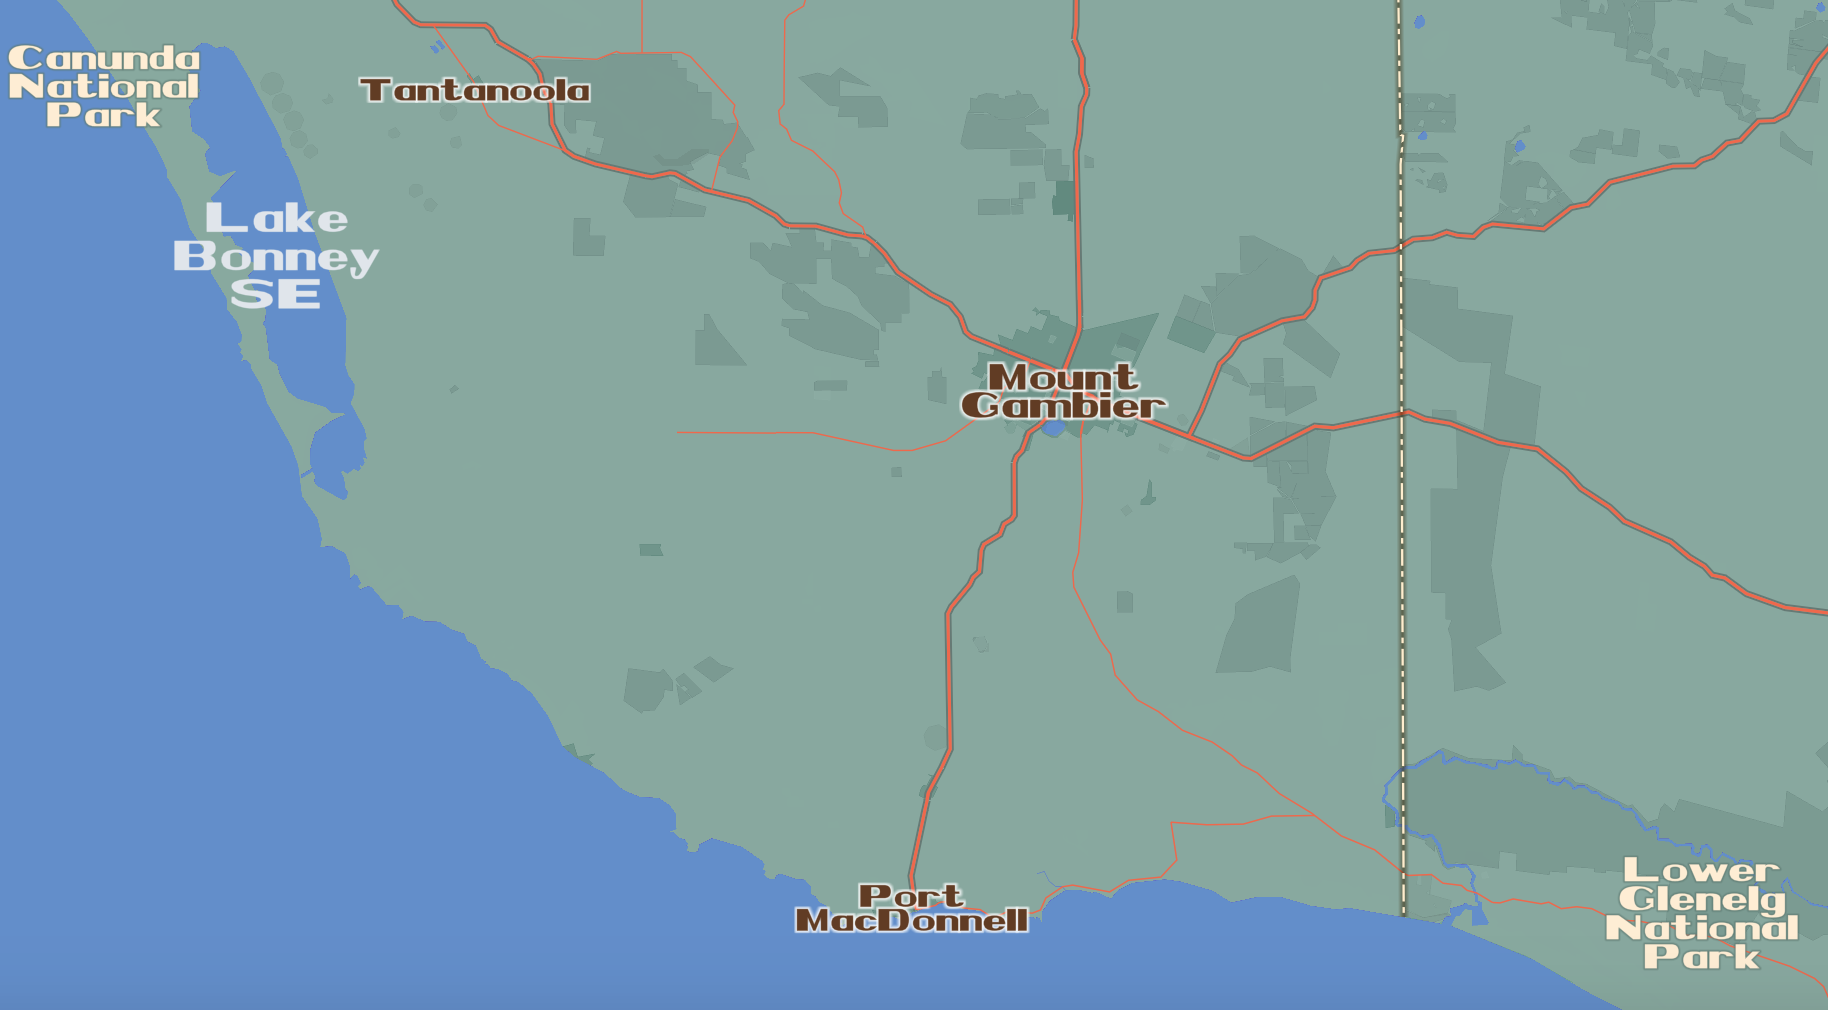 Canunda
National
Park
Tantanoola
Lake
Bonney
SE
Mount
Gambier
Port
MacDonnell
Lower
Glenelg
National
Park